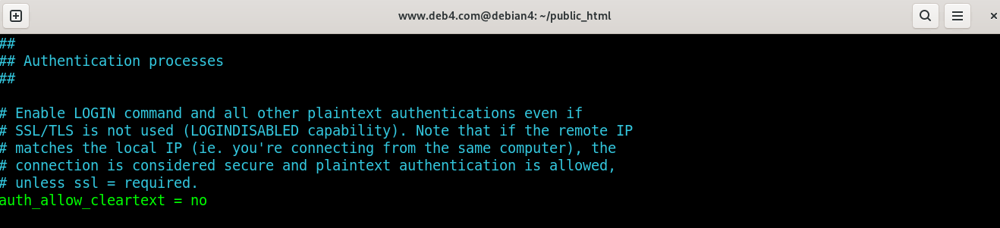 www.deb4.com@debian4: ~/public_html
##
## Authentication processes
##
# Enable LOGIN command and all other plaintext authentications even if
# SSL/TLS is not used (LOGINDISABLED capability). Note that if the remote IP
# matches the local IP (ie. you're connecting from the same computer), the
# connection is considered secure and plaintext authentication is allowed,
# unless ssl = required.
auth_allow_cleartext = no